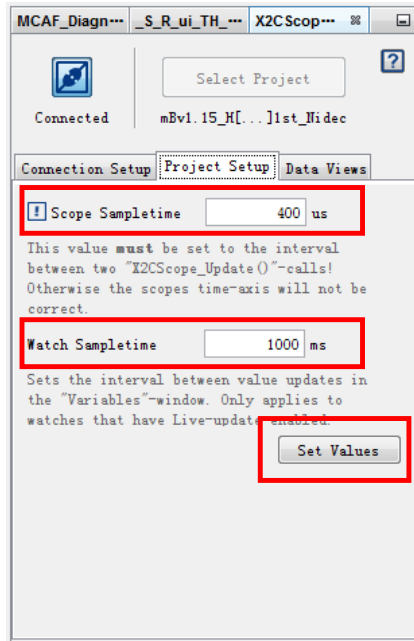 MCAF_Diagn··· _S_R_ui_TH_··· X2CScop···
Select Project
Connected mBv1.15_H[...]1st_Nidec
Connection Setup Project Setup Data Views
! Scope Sampletime 400 us
This value must be set to the interval
between two "X2CScope_Update()"-calls!
Otherwise the scopes time-axis will not be
correct.
Watch Sampletime 1000 ms
Sets the interval between value updates in
the "Variables"-window. Only applies to
watches that have Live-update enabled.
Set Values